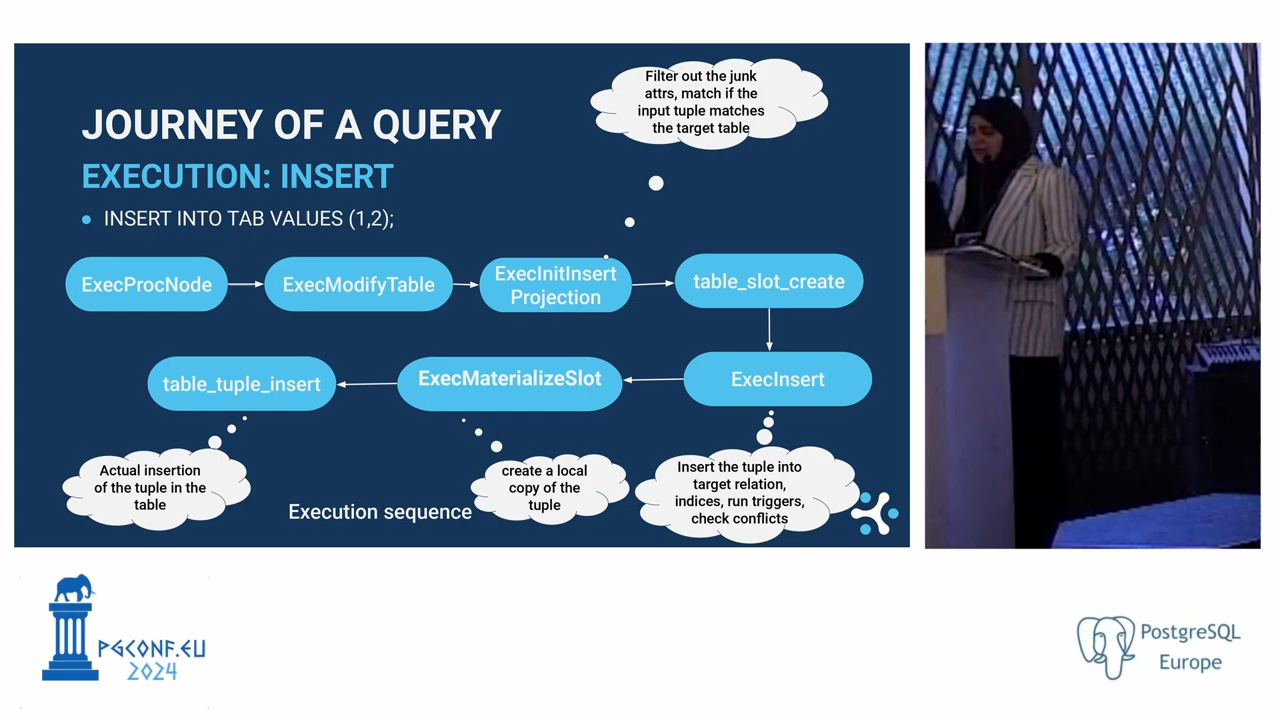 JOURNEY OF A QUERY
EXECUTION: INSERT
INSERT INTO TAB VALUES (1,2);
Filter out the junk
attrs, match if the
input tuple matches
the target table
ExecProcNode
ExecModifyTable
ExecInitInsert
Projection
table_slot_create
table_tuple_insert
ExecMaterializeSlot
ExecInsert
Actual insertion
of the tuple in the
table
Execution sequence
create a local
copy of the
tuple
Insert the tuple into
target relation,
indices, run triggers,
check conflicts
PGCONF.EU
2024
PostgreSQL
Europe